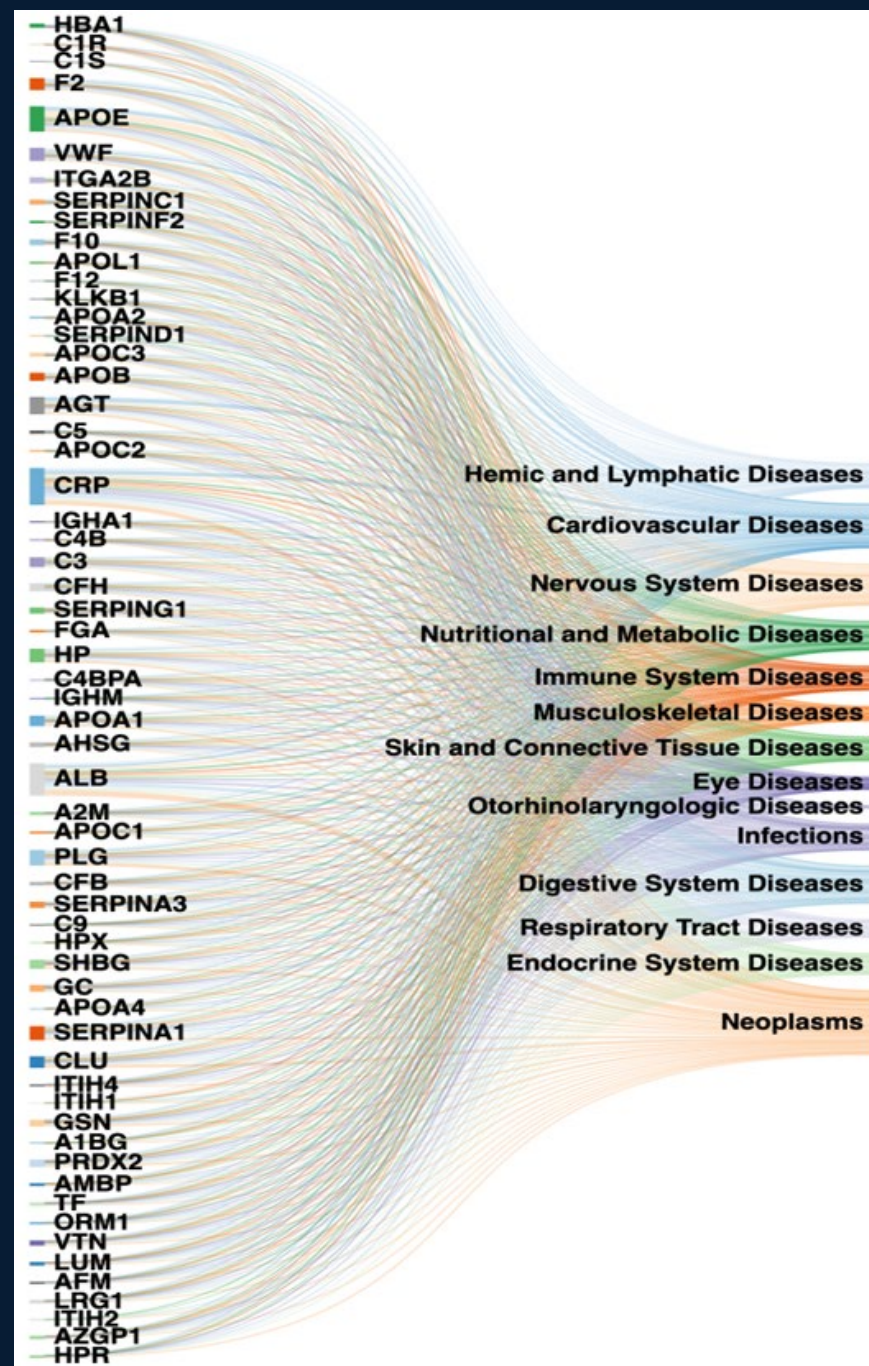 HBA1
C1R
C1S
F2
APOE
VWF
ITGA2B
SERPINC1
SERPINF2
F10
APOL1
F12
KLKB1
APOA2
SERPIND1
APOC3
APOB
AGT
C5
APOC2
CRP
IGHA1
C4B
C3
CFH
SERPING1
FGA
HP
C4BPA
IGHM
APOA1
AHSG
ALB
A2M
APOC1
PLG
CFB
SERPINA3
C9
HPX
SHBG
GC
APOA4
SERPINA1
CLU
ITIH4
ITIH1
GSN
A1BG
PRDX2
AMBP
TF
ORM1
VTN
LUM
AFM
LRG1
ITIH2
AZGP1
HPR
Hemic and Lymphatic Diseases
Cardiovascular Diseases
Nervous System Diseases
Nutritional and Metabolic Diseases
Immune System Diseases
Musculoskeletal Diseases
Skin and Connective Tissue Diseases
Eye Diseases
Otorhinolaryngologic Diseases
Infections
Digestive System Diseases
Respiratory Tract Diseases
Endocrine System Diseases
Neoplasms